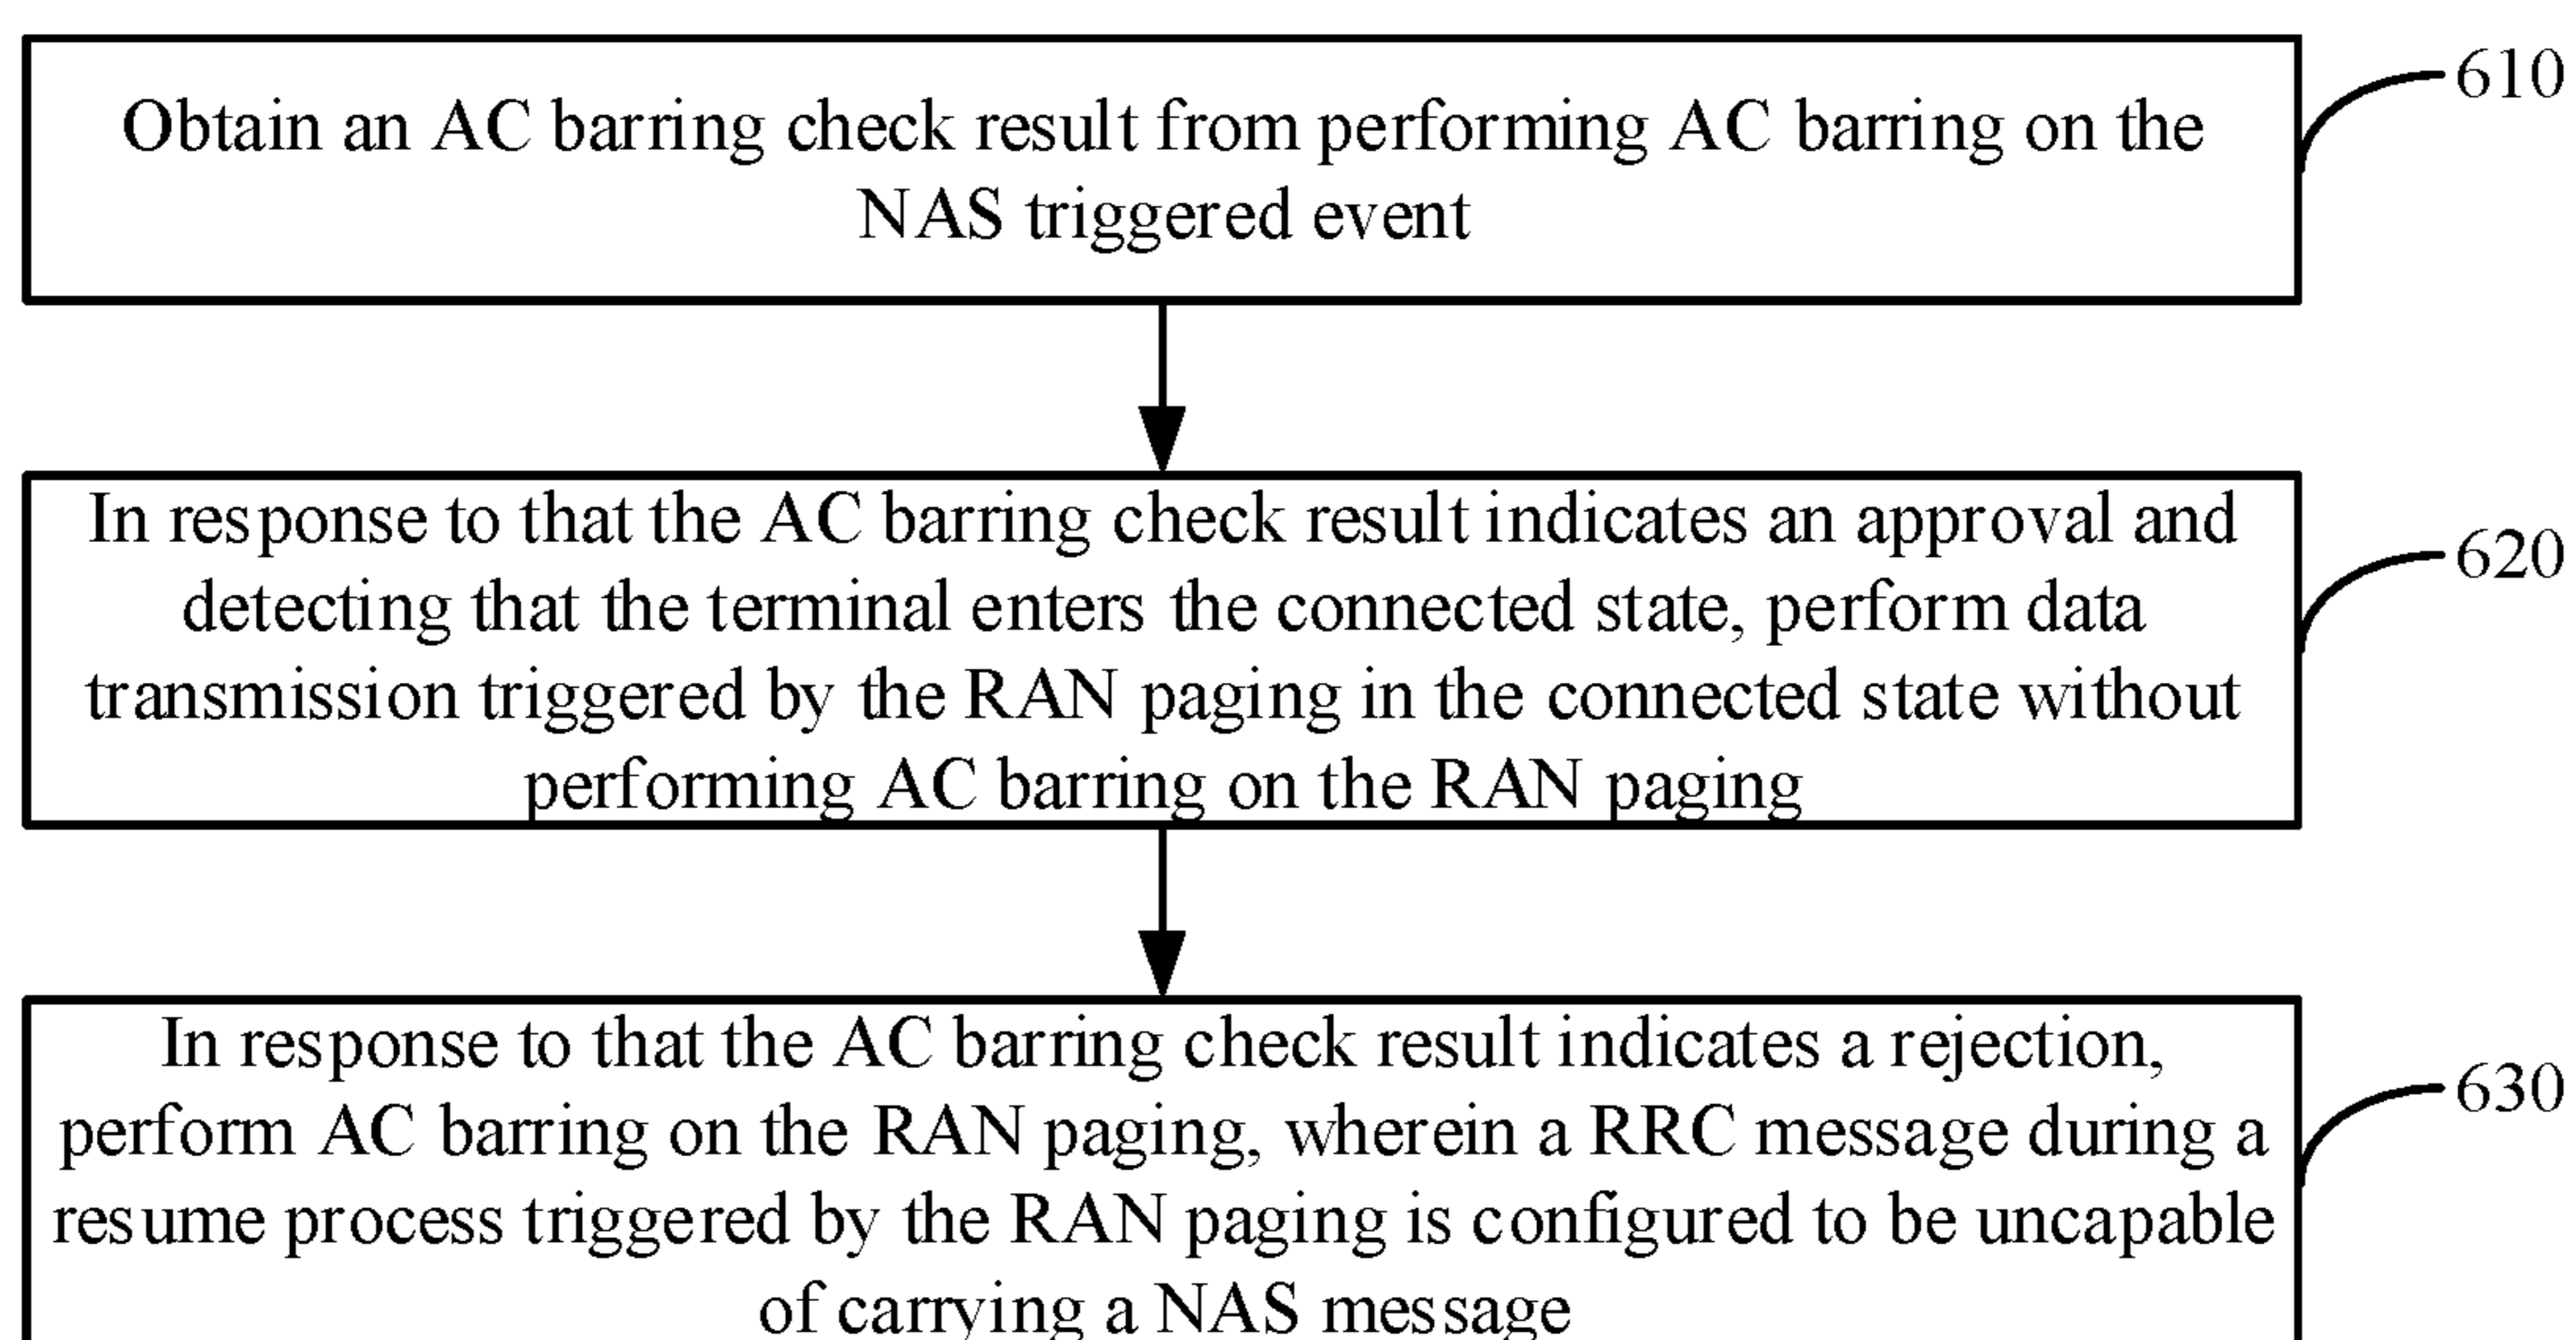 Obtain an AC barring check result from performing AC barring on the
NAS triggered event
610
In response to that the AC barring check result indicates an approval and
detecting that the terminal enters the connected state, perform data
transmission triggered by the RAN paging in the connected state without
performing AC barring on the RAN paging
620
In response to that the AC barring check result indicates a rejection,
perform AC barring on the RAN paging, wherein a RRC message during a
resume process triggered by the RAN paging is configured to be uncapable
of carrying a NAS message
630